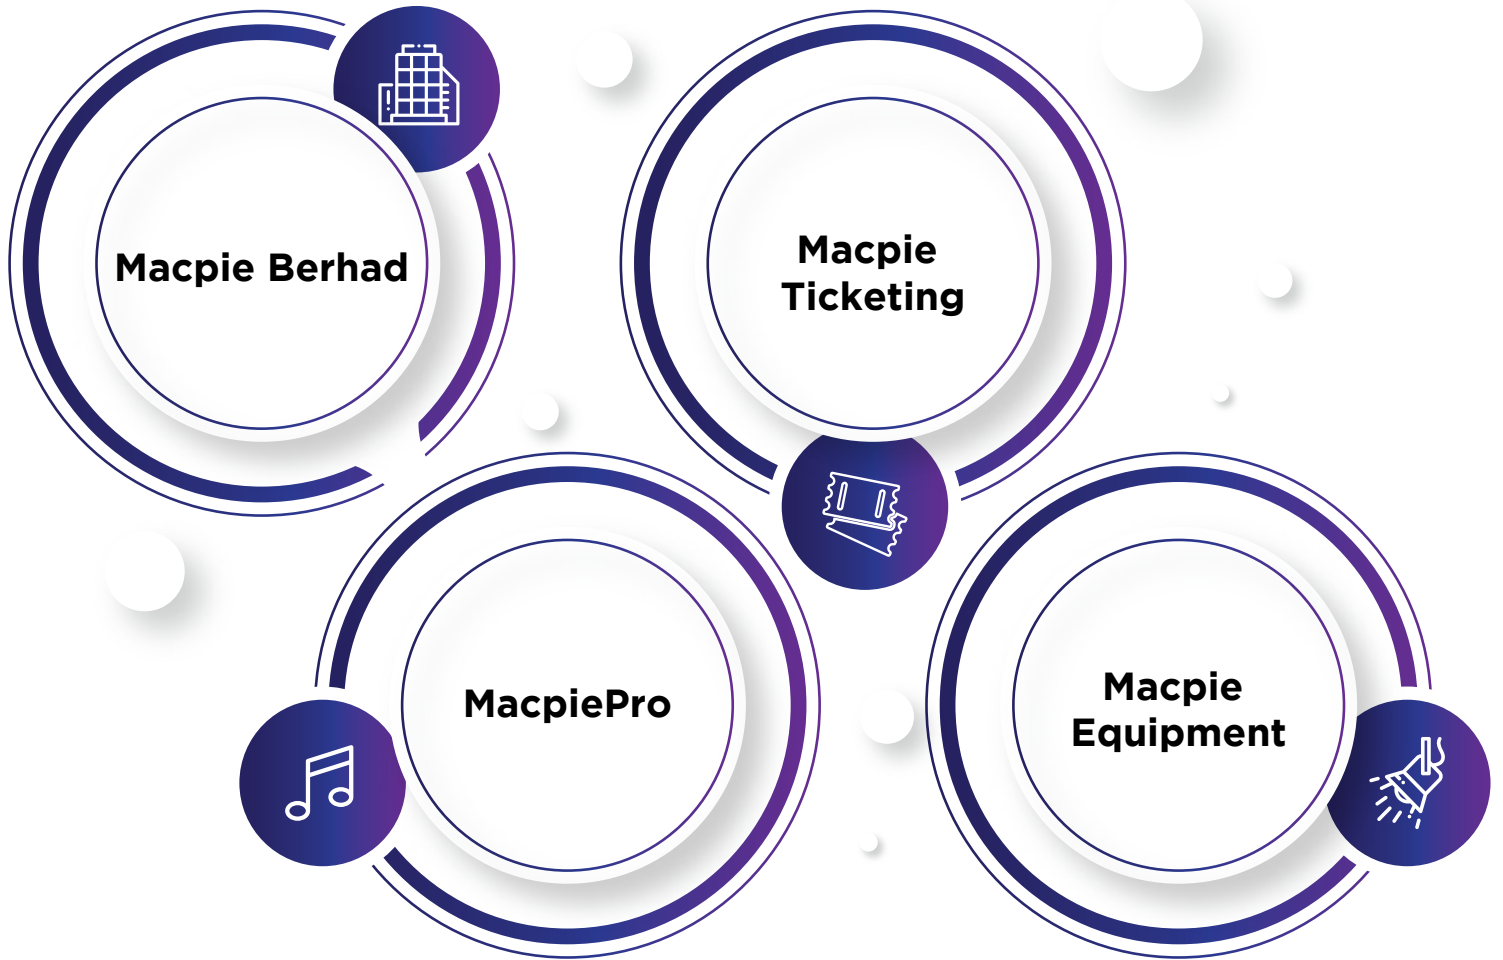 Macpie Berhad
Macpie
Ticketing
MacpiePro
Macpie
Equipment